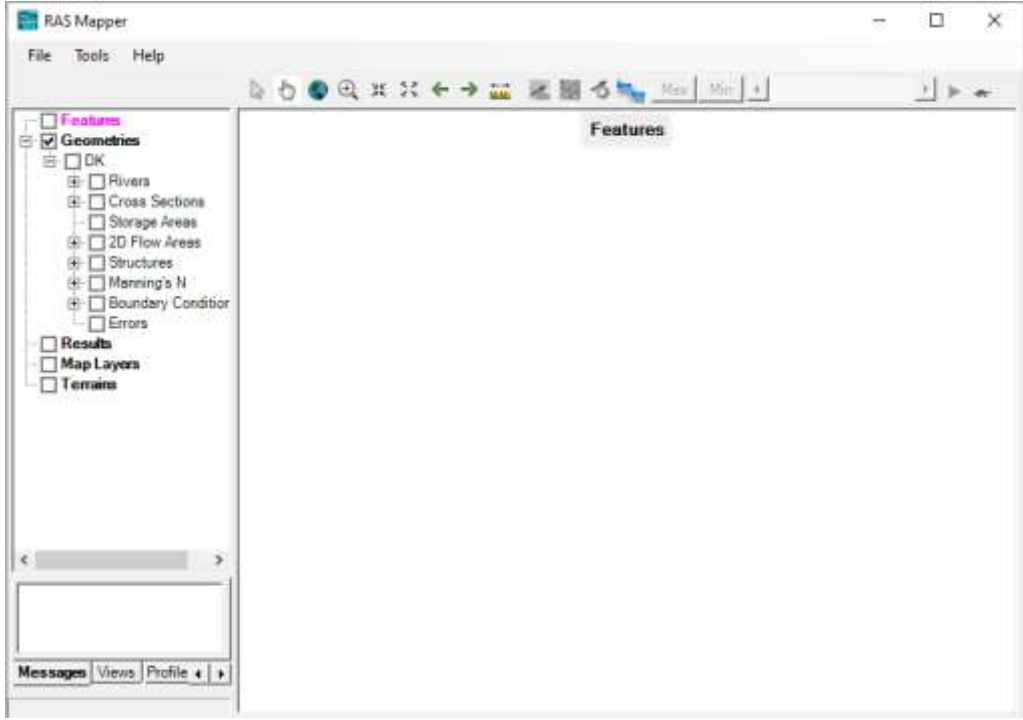 RAS Mapper
File Tools Help
Max Min
Features
Geometries
DK
Rivers
Cross Sections
Storage Areas
2D Flow Areas
Structures
Manning's N
Boundary Condition
Errors
Results
Map Layers
Terrains
Features
Messages Views Profile